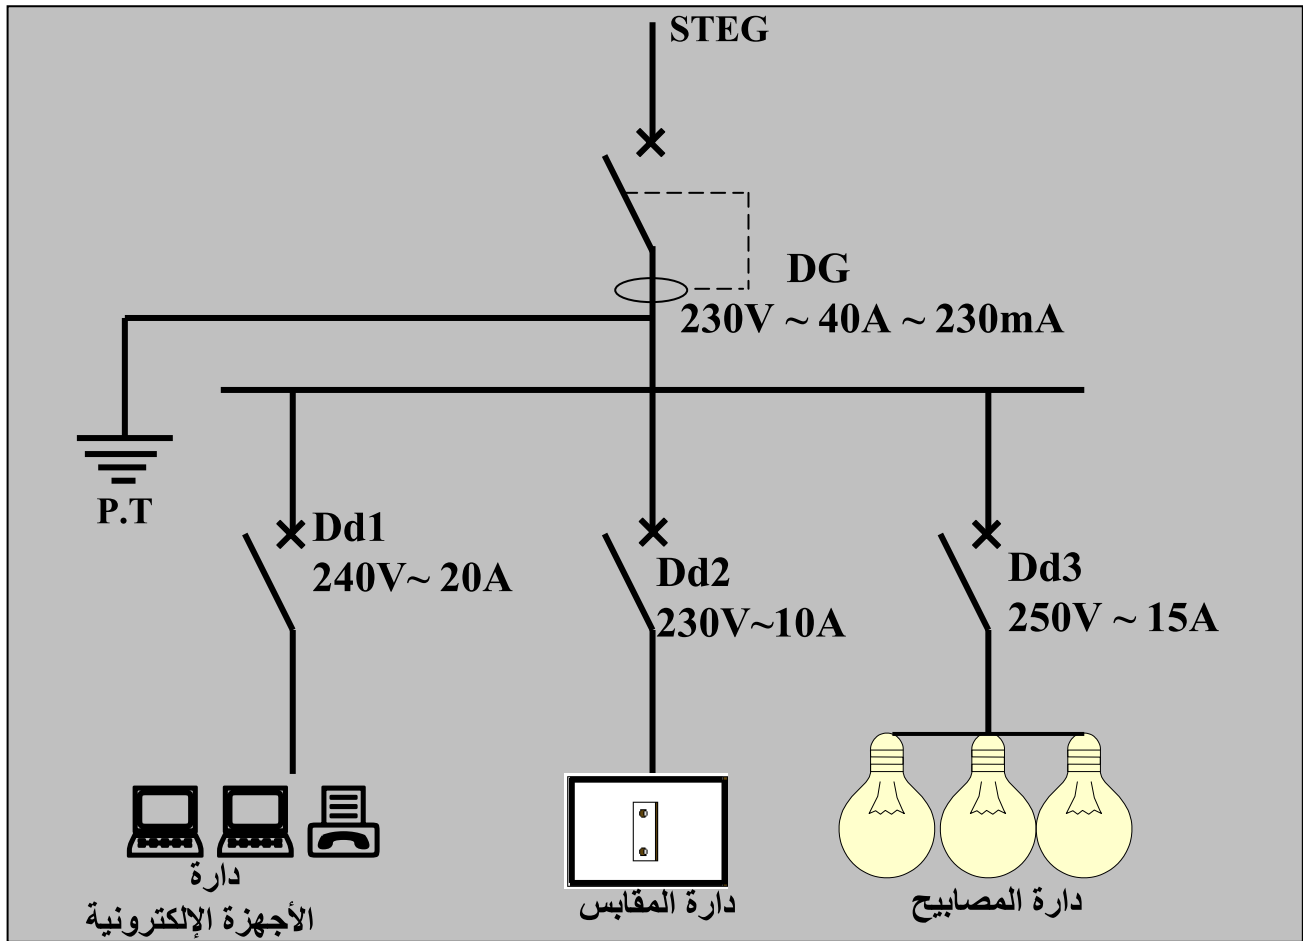 STEG
DG
230V ~ 40A ~ 230mA
P.T
Dd1
240V~ 20A
Dd2
230V~10A
Dd3
250V ~ 15A
دارة
الأجهزة الإلكترونية
دارة المقابس
دارة المصابيح